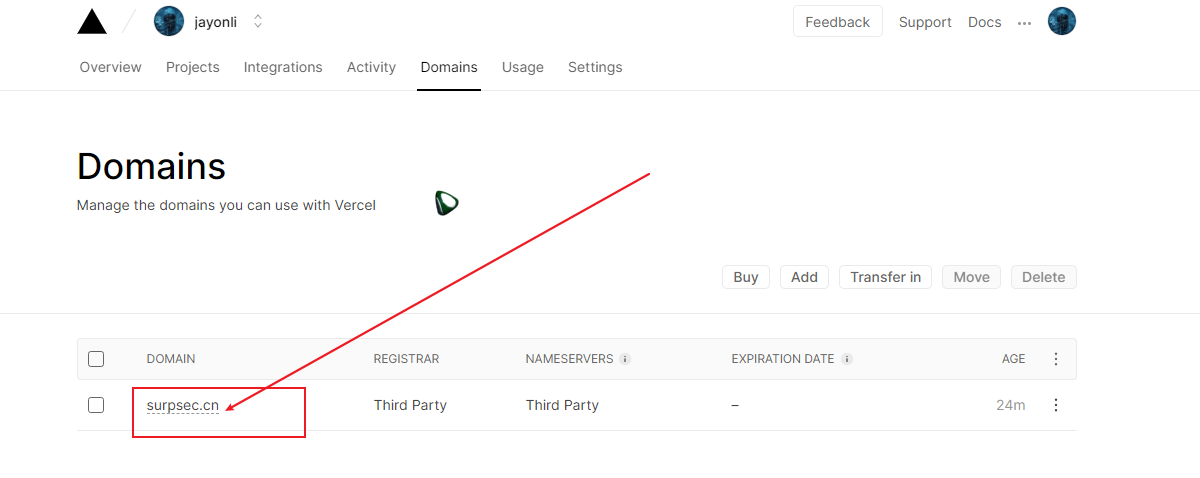 jayonli Feedback Support Docs ...
Overview Projects Integrations Activity Domains Usage Settings
Domains
Manage the domains you can use with Vercel
Buy Add Transfer in Move Delete
DOMAIN REGISTRAR NAMESERVERS EXPIRATION DATE AGE
surpsec.cn Third Party Third Party – 24m